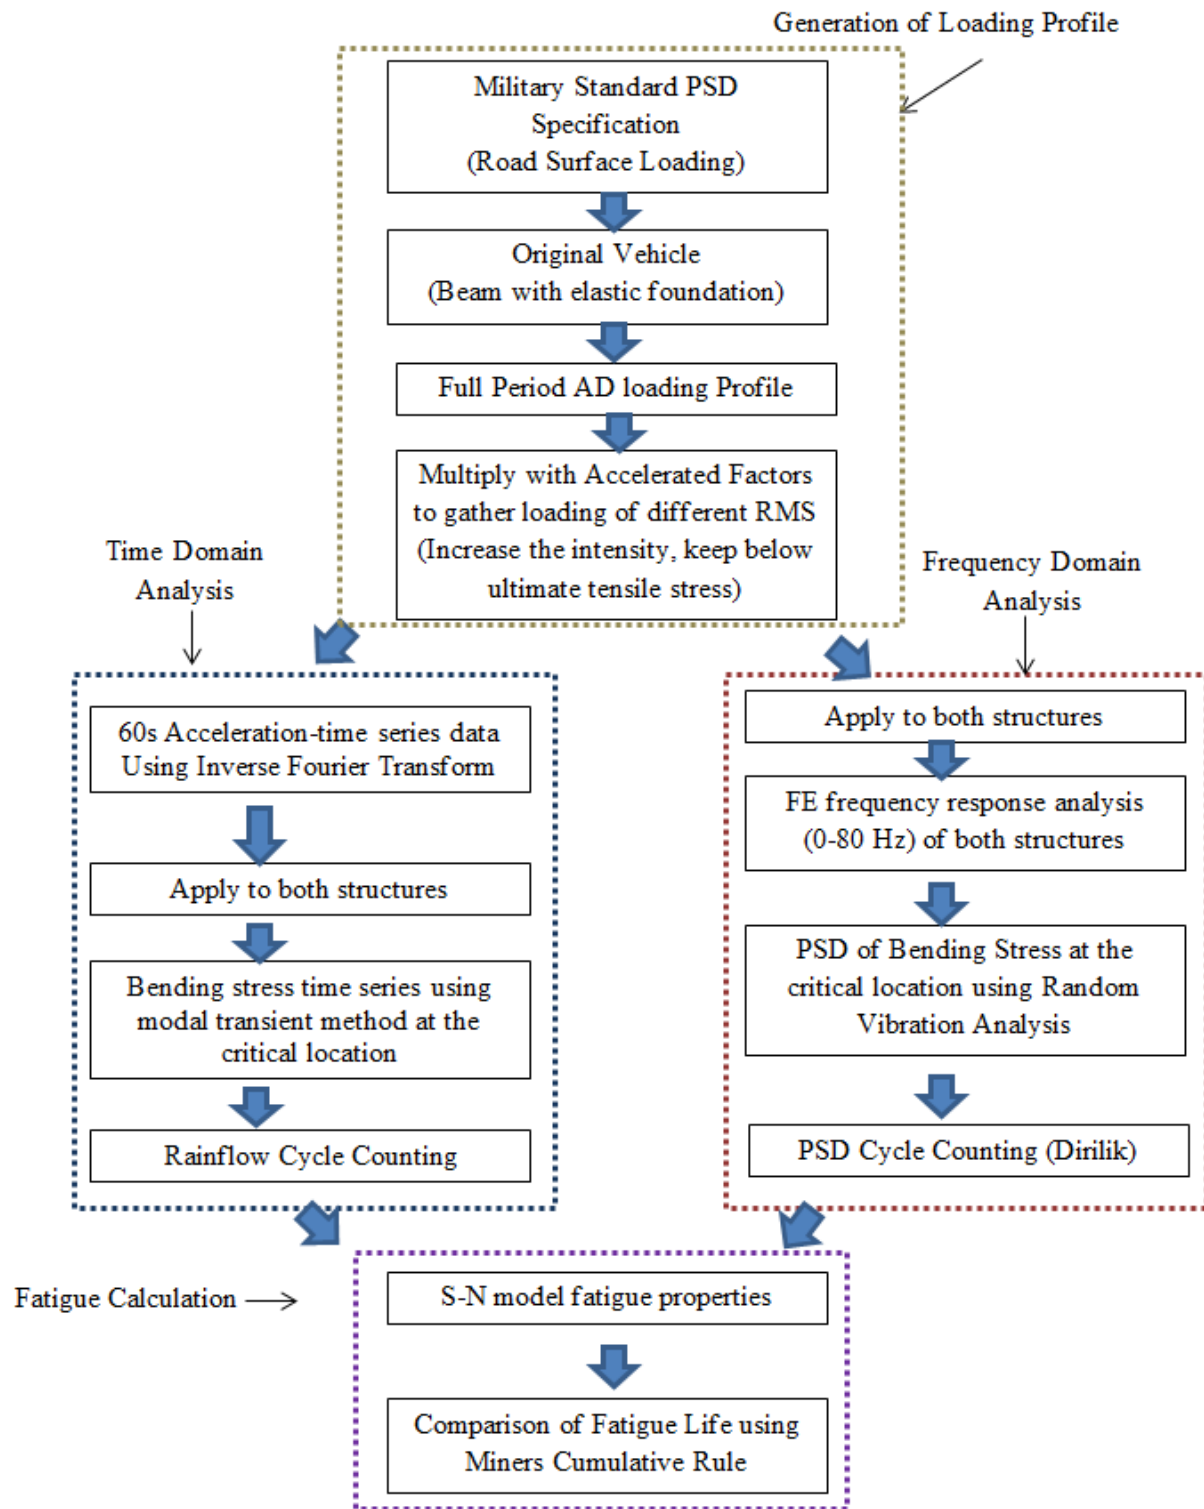 Generation of Loading Profile
Military Standard PSD
Specification
(Road Surface Loading)
Original Vehicle
(Beam with elastic foundation)
Full Period AD loading Profile
Multiply with Accelerated Factors
to gather loading of different RMS
(Increase the intensity, keep below
ultimate tensile stress)
Time Domain
Analysis
60s Acceleration-time series data
Using Inverse Fourier Transform
Apply to both structures
Bending stress time series using
modal transient method at the
critical location
Rainflow Cycle Counting
Frequency Domain
Analysis
Apply to both structures
FE frequency response analysis
(0-80 Hz) of both structures
PSD of Bending Stress at the
critical location using Random
Vibration Analysis
PSD Cycle Counting (Dirilik)
Fatigue Calculation
S-N model fatigue properties
Comparison of Fatigue Life using
Miners Cumulative Rule